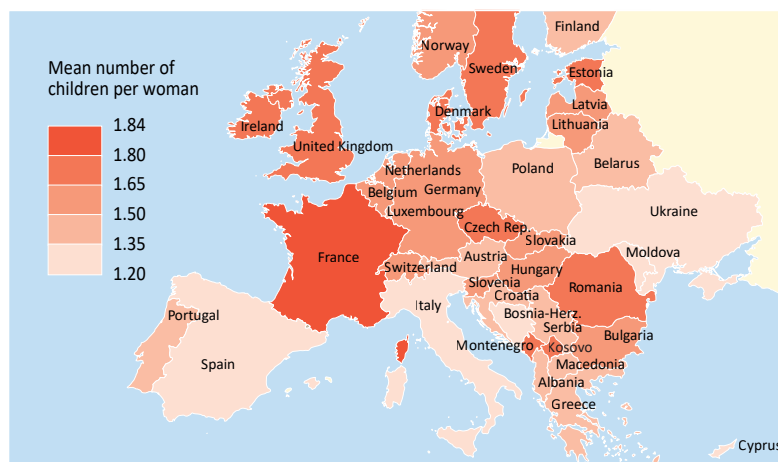 Mean number of
children per woman
1.84
1.80
1.65
1.50
1.35
1.20
Finland
Norway
Sweden
Estonia
Latvia
Lithuania
Denmark
Ireland
United Kingdom
Belarus
Netherlands
Poland
Belgium
Germany
Luxembourg
Ukraine
Czech Rep.
Slovakia
Moldova
France
Austria
Switzerland
Hungary
Slovenia
Romania
Croatia
Italy
Portugal
Bosnia-Herz.
Serbia
Bulgaria
Montenegro
Kosovo
Spain
Macedonia
Albania
Greece
Cyprus